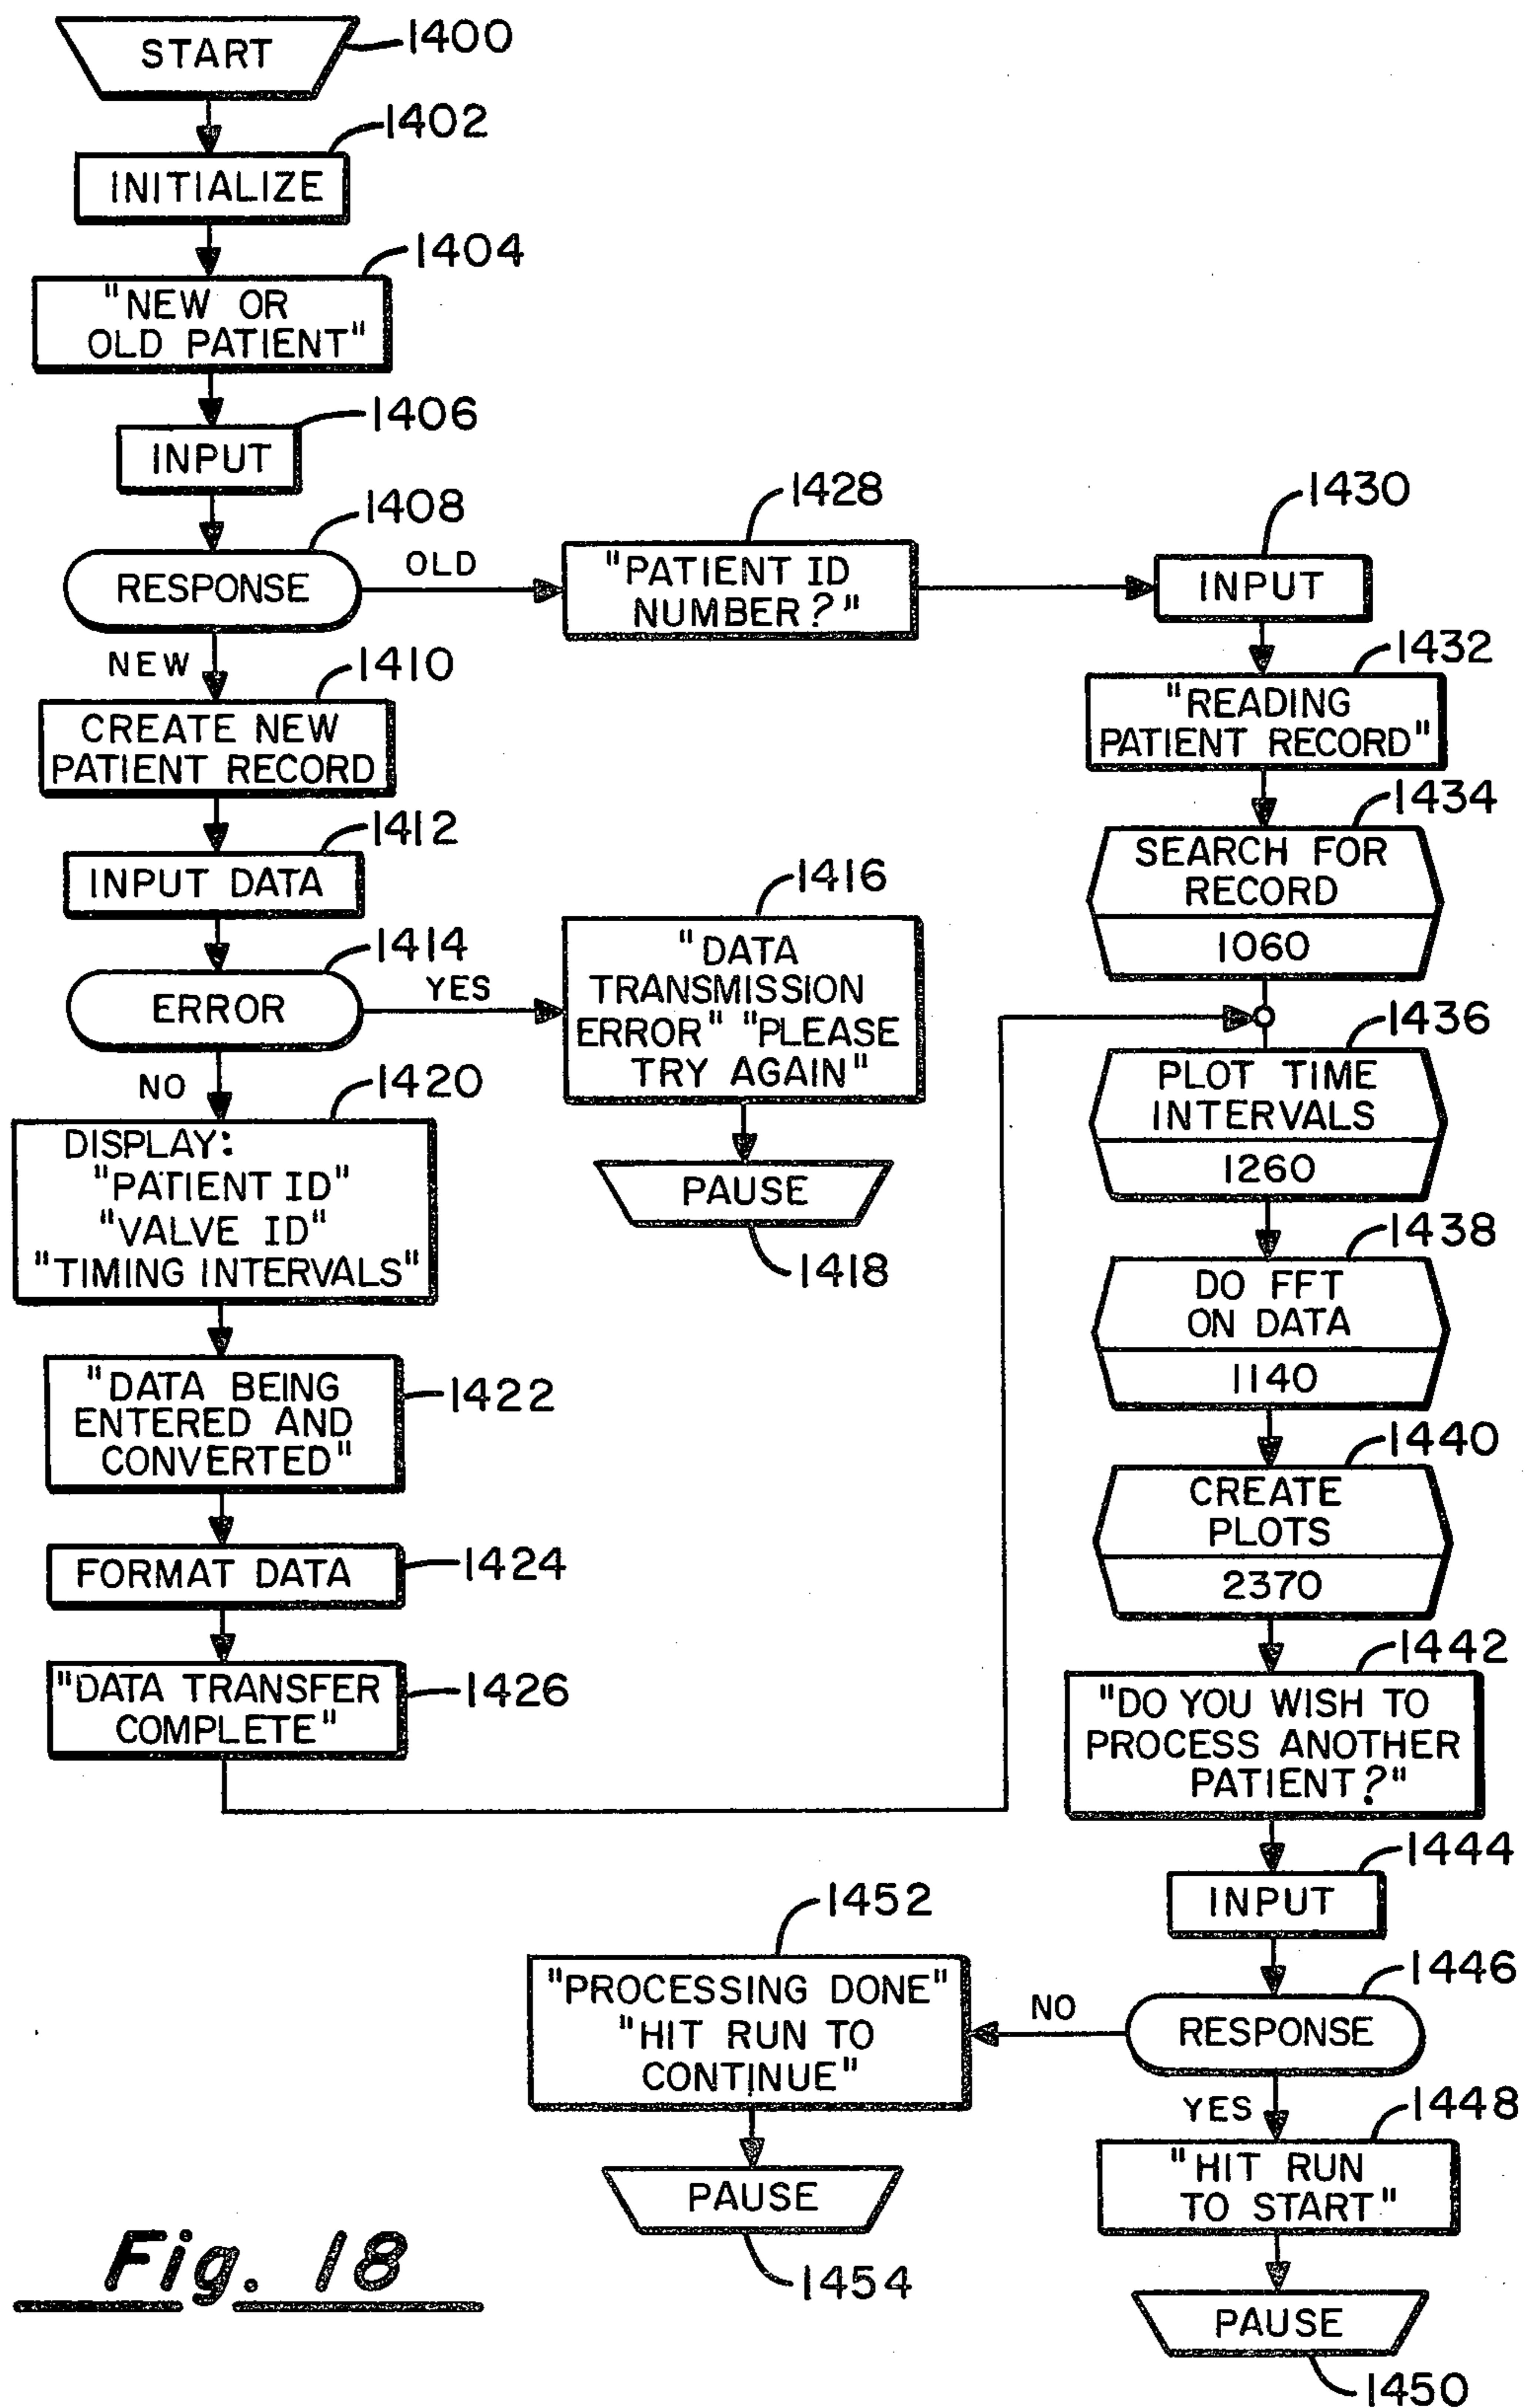 START
1400
1402
INITIALIZE
1404
"NEW OR
OLD PATIENT"
1406
INPUT
1408
RESPONSE
OLD
NEW
1428
"PATIENT ID
NUMBER?"
1430
INPUT
1410
CREATE NEW
PATIENT RECORD
1412
INPUT DATA
1414
ERROR
YES
NO
1416
"DATA
TRANSMISSION
ERROR" "PLEASE
TRY AGAIN"
PAUSE
1418
1420
DISPLAY:
"PATIENT ID"
"VALVE ID"
"TIMING INTERVALS"
"DATA BEING
ENTERED AND
CONVERTED"
1422
FORMAT DATA
1424
"DATA TRANSFER
COMPLETE"
1426
1432
"READING
PATIENT RECORD"
1434
SEARCH FOR
RECORD
1060
1436
PLOT TIME
INTERVALS
1260
1438
DO FFT
ON DATA
1140
1440
CREATE
PLOTS
2370
1442
"DO YOU WISH TO
PROCESS ANOTHER
PATIENT?"
1444
INPUT
1446
RESPONSE
NO
YES
1452
"PROCESSING DONE"
"HIT RUN TO
CONTINUE"
PAUSE
1454
1448
"HIT RUN
TO START"
PAUSE
1450
Fig. 18